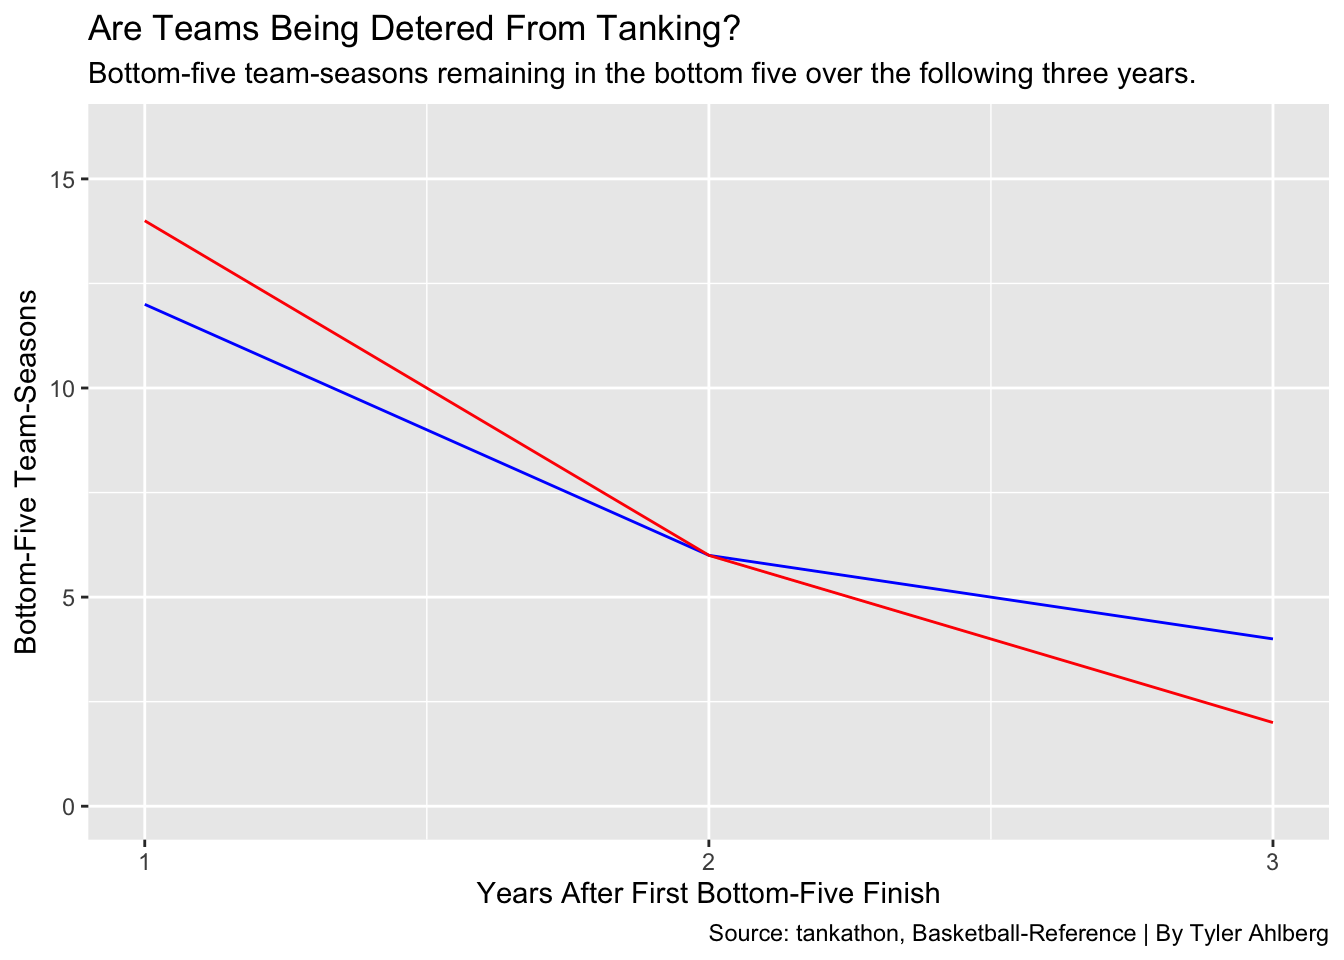 Are Teams Being Detered From Tanking?
Bottom-five team-seasons remaining in the bottom five over the following three years.
Bottom-Five Team-Seasons
15
10
5
0
1 2 3
Years After First Bottom-Five Finish
Source: tankathon, Basketball-Reference | By Tyler Ahlberg